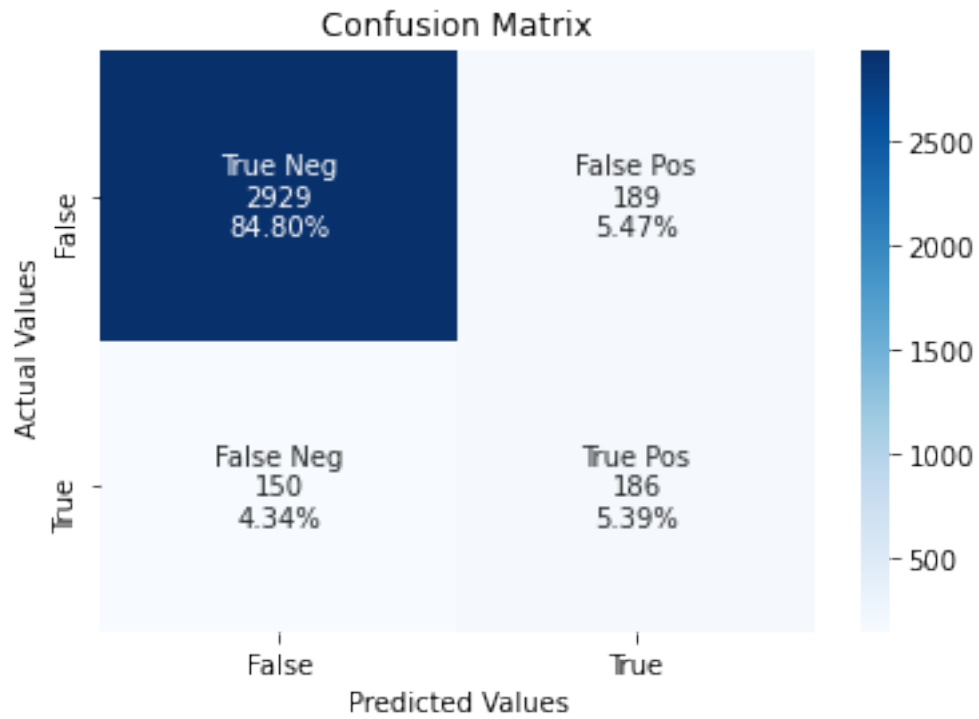 Confusion Matrix
True Neg
2929
84.80%
False Pos
189
5.47%
False Neg
150
4.34%
True Pos
186
5.39%
Actual Values
False
True
False
True
Predicted Values
2500
2000
1500
1000
500